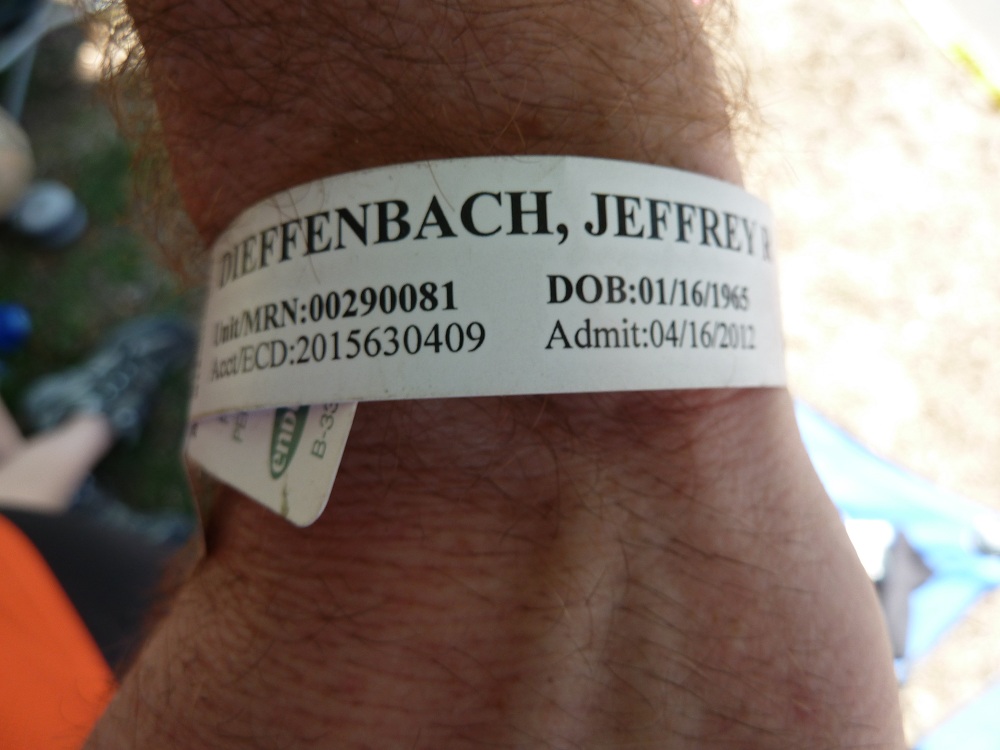 DIEFFENBACH, JEFFREY R
Unit/MRN:00290081 DOB:01/16/1965
Acct/ECD:2015630409 Admit:04/16/2012